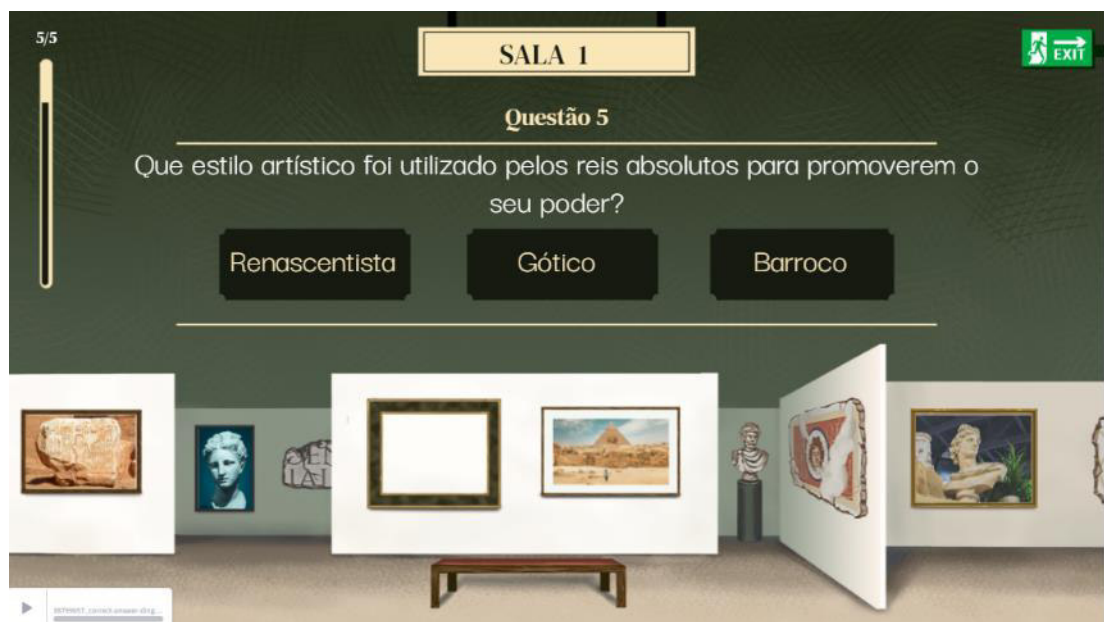 5/5
SALA 1
EXIT
Questão 5
Que estilo artístico foi utilizado pelos reis absolutos para promoverem o
seu poder?
Renascentista
Gótico
Barroco